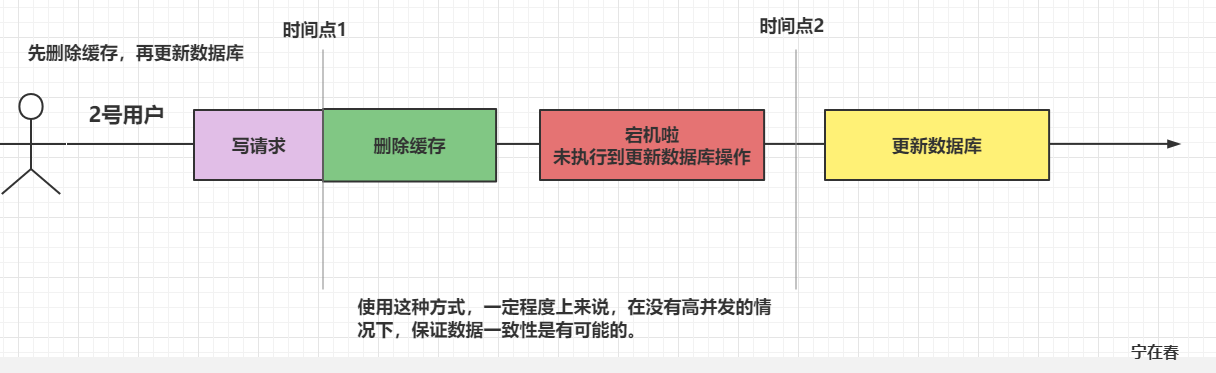 时间点1
时间点2
先删除缓存，再更新数据库
2号用户
写请求
删除缓存
宕机啦
未执行到更新数据库操作
更新数据库
使用这种方式，一定程度上来说，在没有高并发的情
况下，保证数据一致性是有可能的。
宁在春